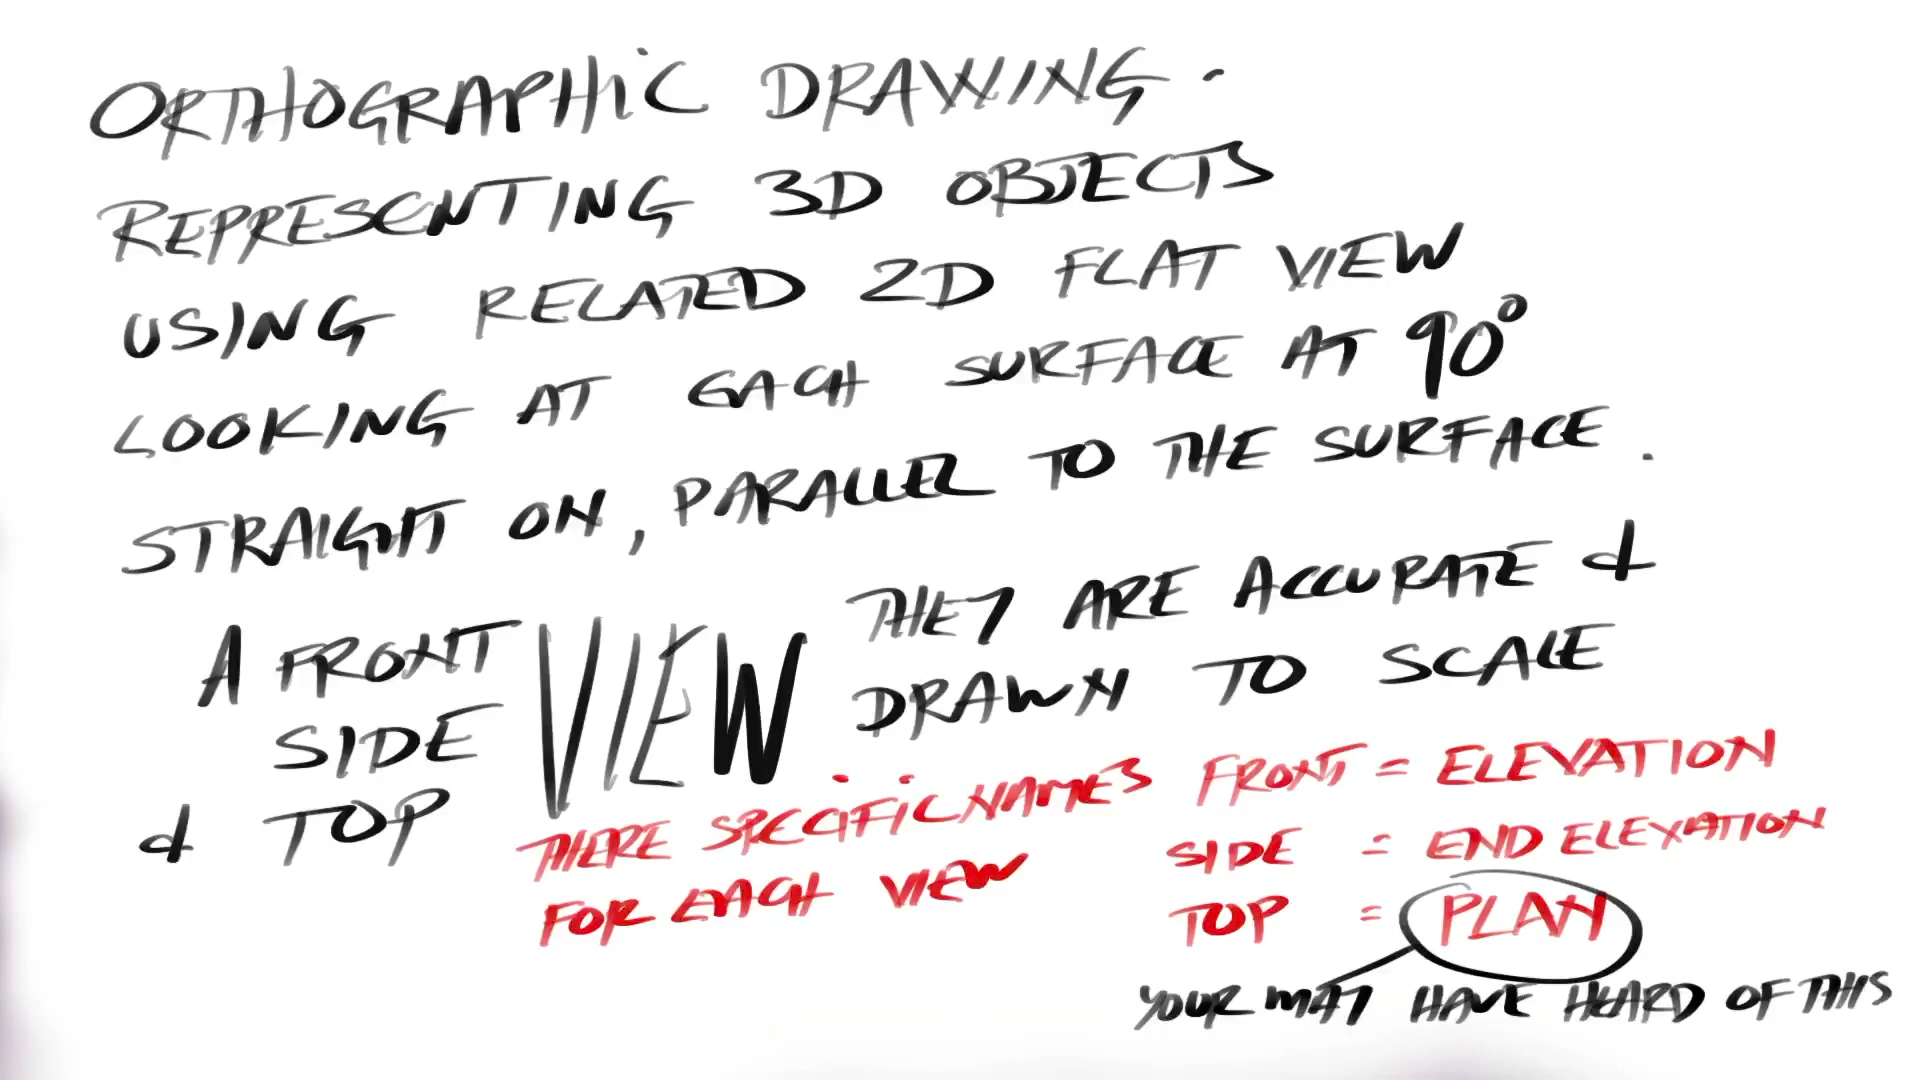 ORTHOGRAPHIC DRAWING.
REPRESENTING 3D OBJECTS
USING RELATED 2D FLAT VIEW
LOOKING AT EACH SURFACE AT 90°
STRAIGHT ON, PARALLEL TO THE SURFACE.
A FRONT
SIDE
& TOP
VIEW
THEY ARE ACCURATE &
DRAWN TO SCALE
THERE SPECIFIC NAMES
FOR EACH VIEW
FRONT = ELEVATION
SIDE = END ELEVATION
TOP = PLAN
YOUR MAY HAVE HEARD OF THIS